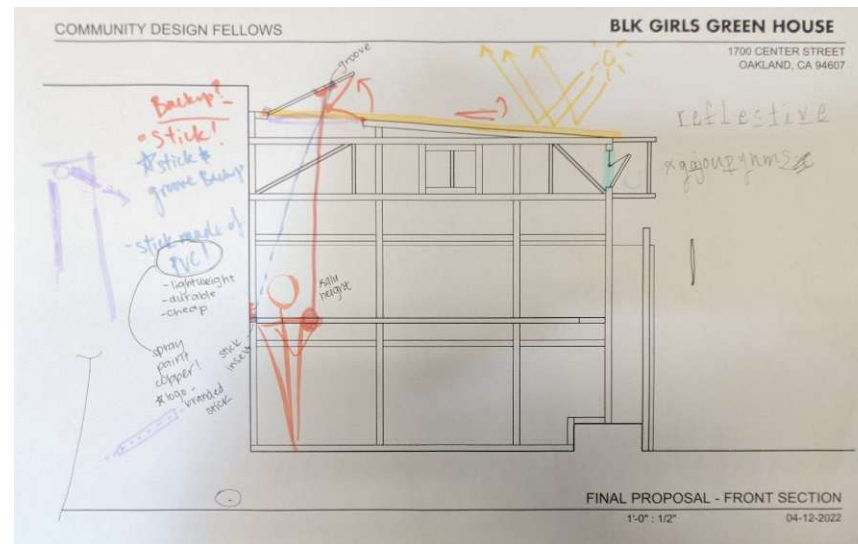 COMMUNITY DESIGN FELLOWS
BLK GIRLS GREEN HOUSE
1700 CENTER STREET
OAKLAND, CA 94607
groove
Backup?
• stick!
☆ stick &
groove Backup
- stick made of
PVC!
- lightweight
- durable
- cheap
spray
paint
copper!
☆ logo -
branded
stick
stick
height
reflective
FINAL PROPOSAL - FRONT SECTION
1'-0" : 1/2"
04-12-2022